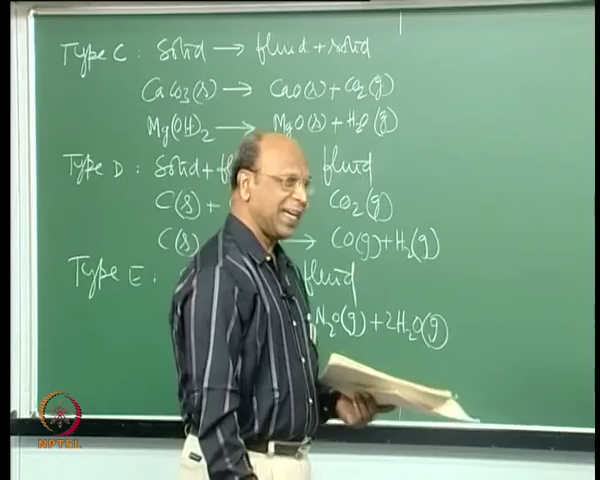 Type C : Solid → fluid + solid
CaCO3(s) → CaO(s) + CO2(g)
Mg(OH)2 → MgO(s) + H2O(g)
Type D : Solid + fl fluid
C(s) + CO2(g)
C(s) → CO(g) + H2(g)
Type E : fluid
N2O(g) + 2H2O(g)
NPTEL